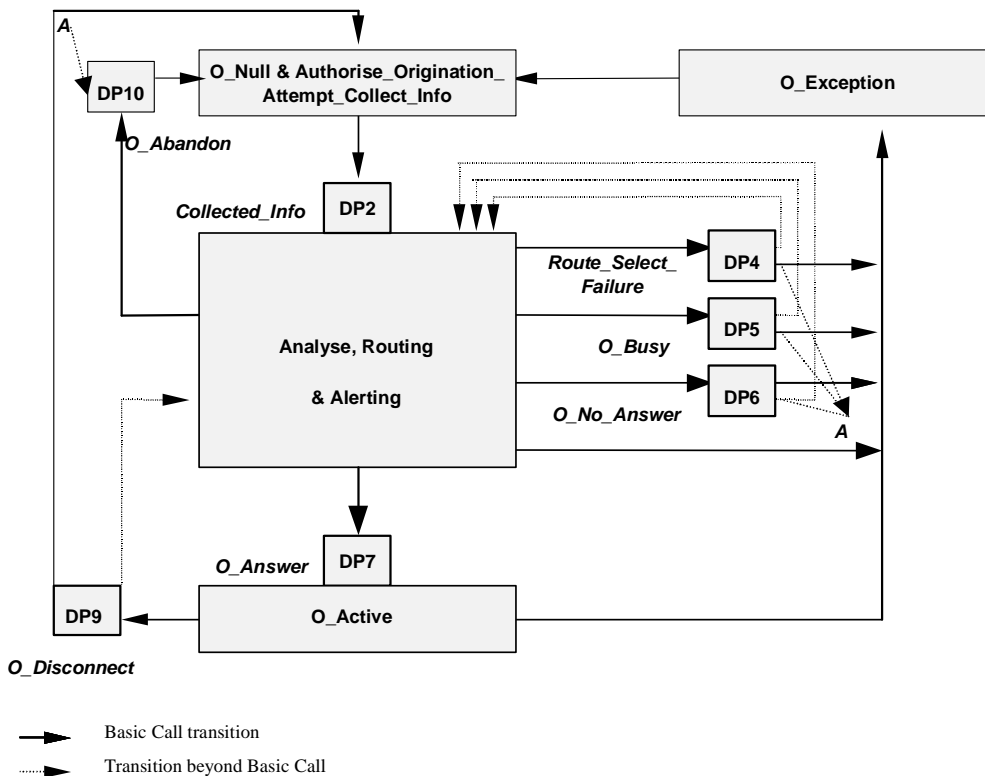 A
O_Null & Authorise_Origination_
Attempt_Collect_Info
O_Exception
DP10
O_Abandon
Collected_Info
DP2
DP4
Route_Select_
Failure
DP5
O_Busy
Analyse, Routing
& Alerting
DP6
O_No_Answer
A
O_Answer
DP7
DP9
O_Active
O_Disconnect
Basic Call transition
Transition beyond Basic Call